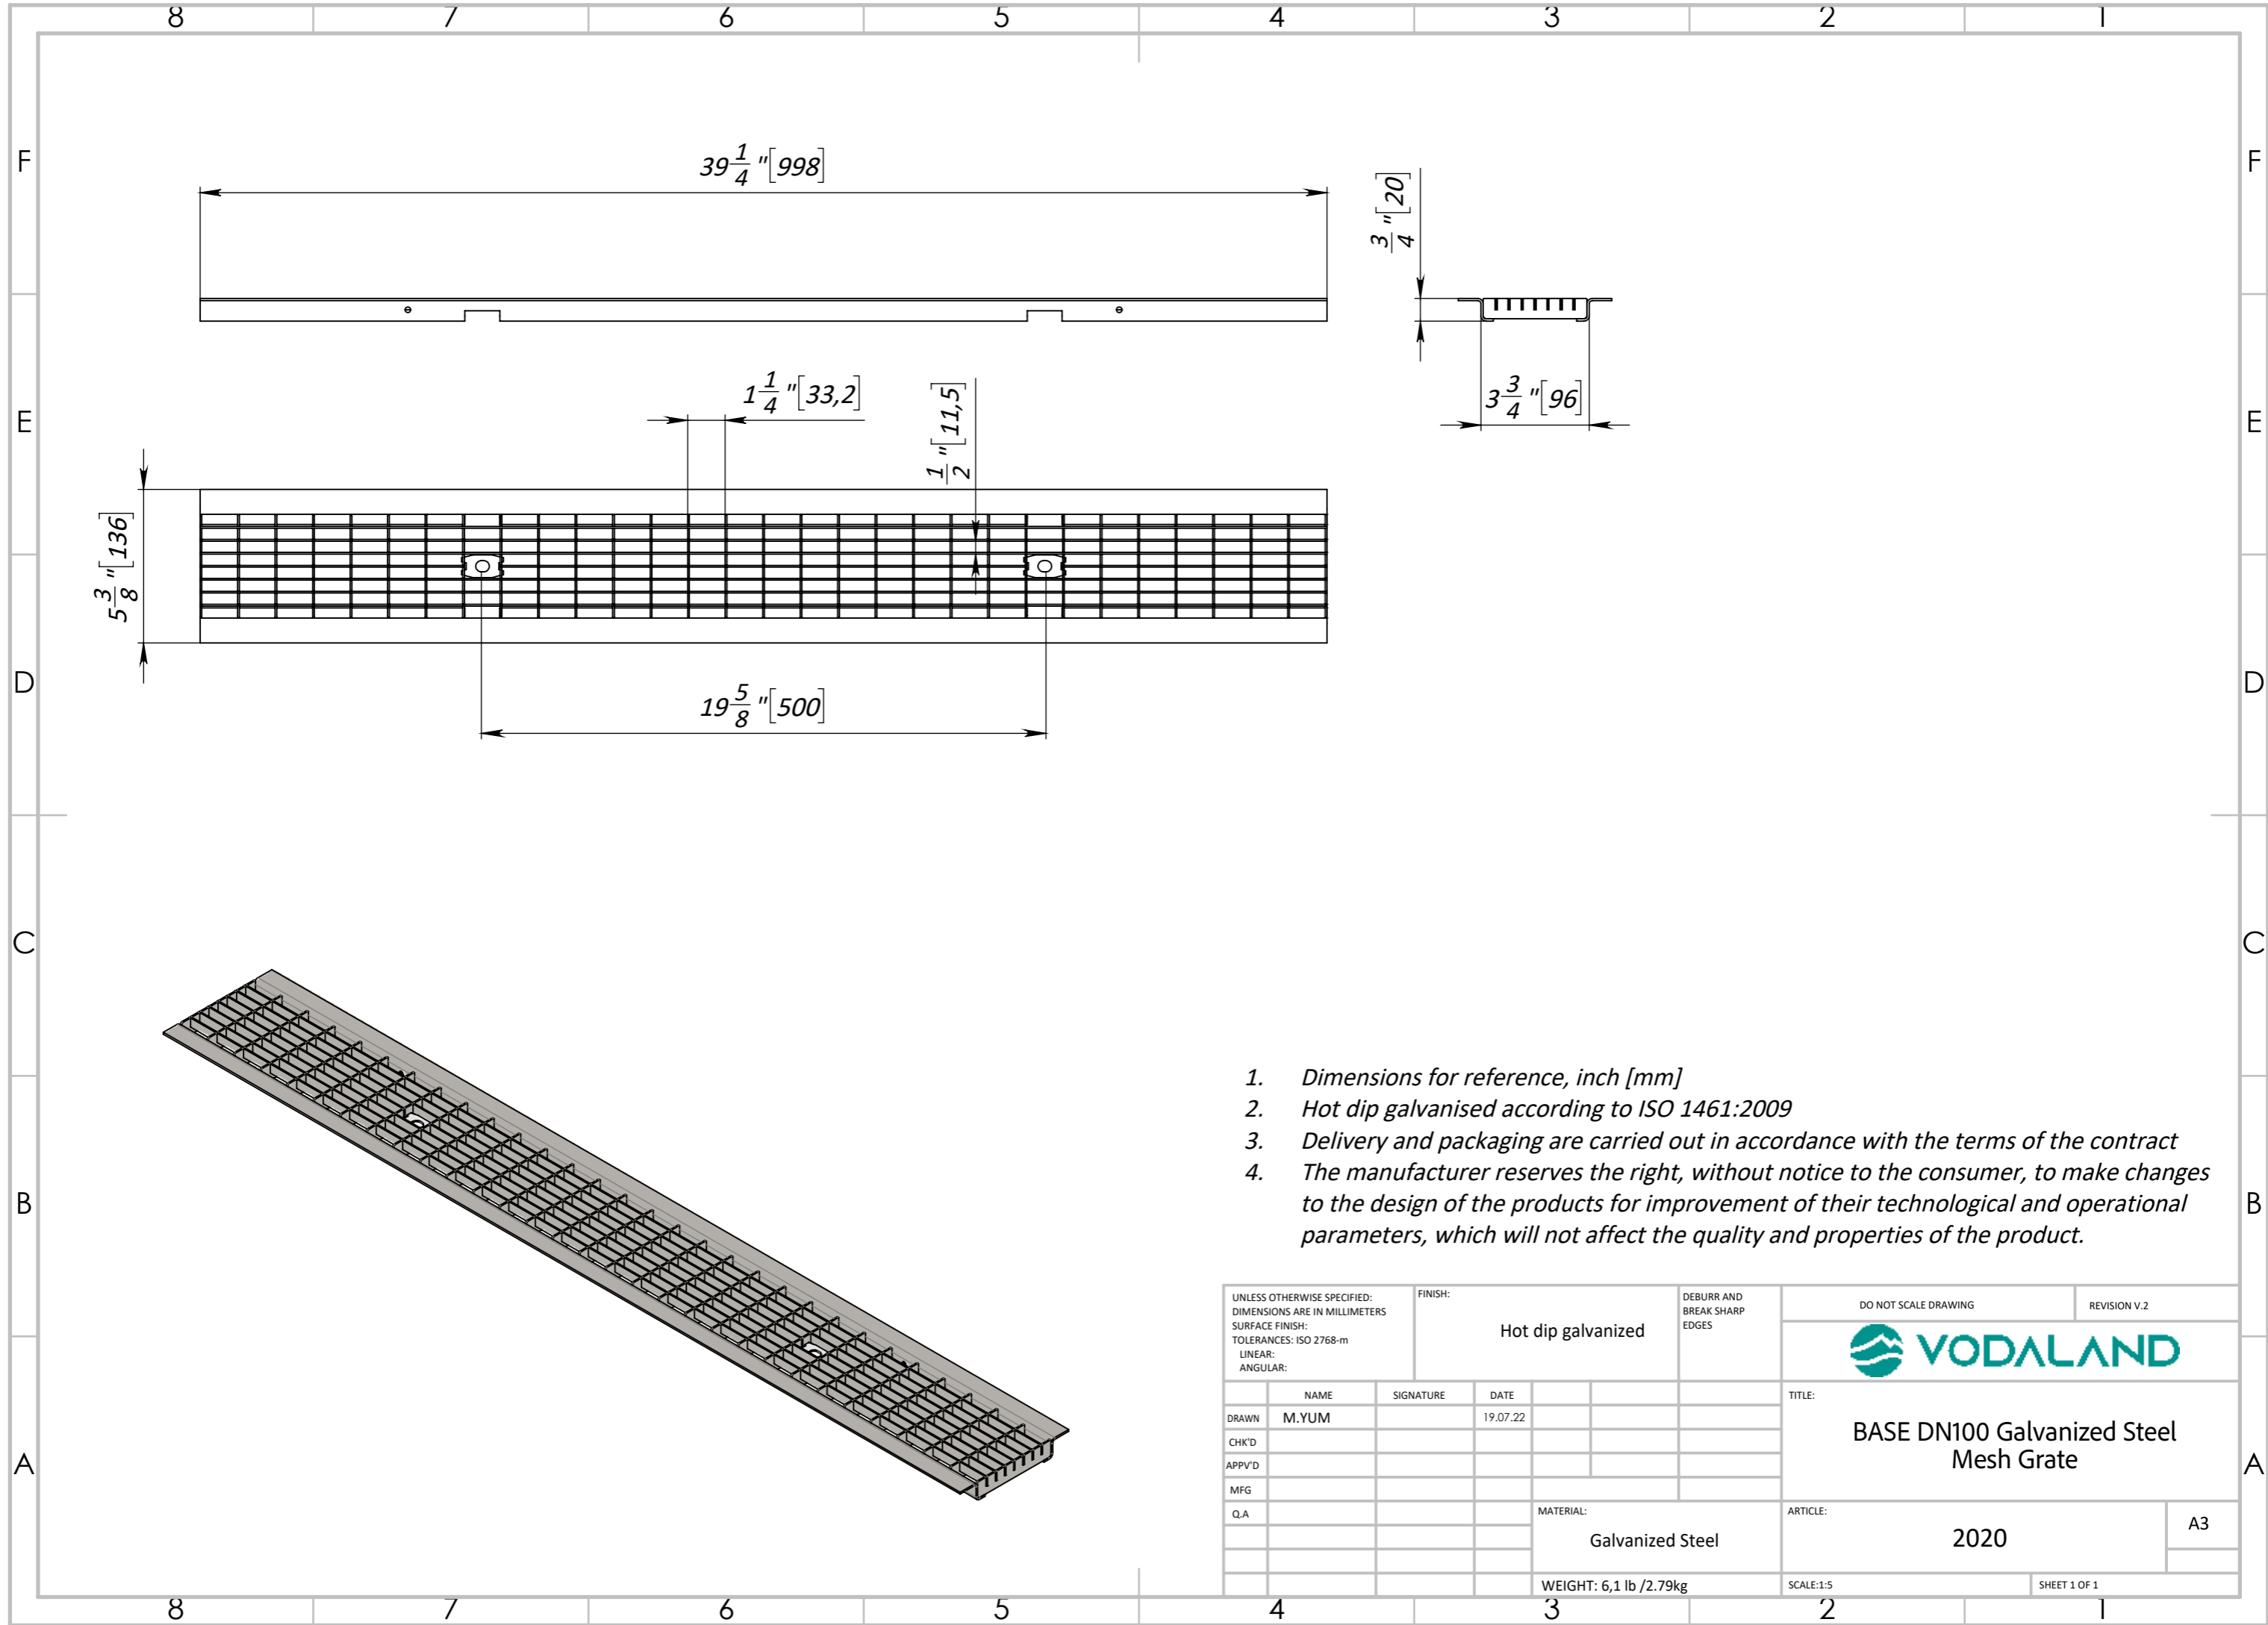 8 7 6 5 4 3 2 1
F F
E E
D D
C C
B B
A A
39 1/4 "[998]
3/4 "[20]
3 3/4 "[96]
1 1/4 "[33,2]
1/2 "[11,5]
5 3/8 "[136]
19 5/8 "[500]
1. Dimensions for reference, inch [mm]
2. Hot dip galvanised according to ISO 1461:2009
3. Delivery and packaging are carried out in accordance with the terms of the contract
4. The manufacturer reserves the right, without notice to the consumer, to make changes
to the design of the products for improvement of their technological and operational
parameters, which will not affect the quality and properties of the product.
UNLESS OTHERWISE SPECIFIED:
DIMENSIONS ARE IN MILLIMETERS
SURFACE FINISH:
TOLERANCES: ISO 2768-m
LINEAR:
ANGULAR:
FINISH:
Hot dip galvanized
DEBURR AND
BREAK SHARP
EDGES
DO NOT SCALE DRAWING
REVISION V.2
VODALAND
NAME SIGNATURE DATE
DRAWN M.YUM 19.07.22
CHK'D
APPV'D
MFG
Q.A
TITLE:
BASE DN100 Galvanized Steel
Mesh Grate
MATERIAL:
Galvanized Steel
ARTICLE:
2020
A3
WEIGHT: 6,1 lb /2.79kg
SCALE:1:5
SHEET 1 OF 1
8 7 6 5 4 3 2 1